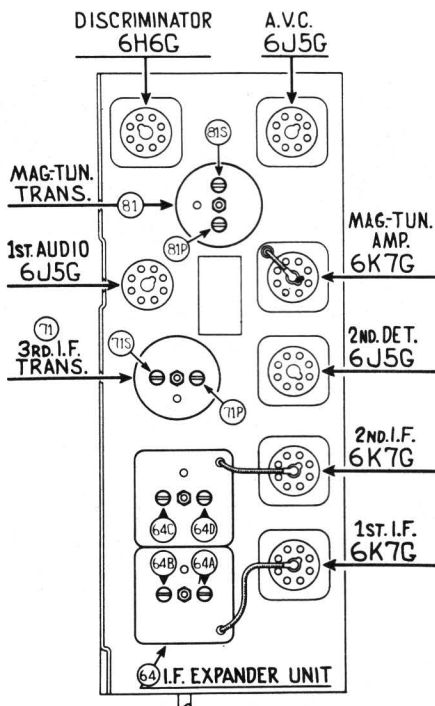 DISCRIMINATOR
6H6G
A.V.C.
6J5G
81S
MAG-TUN.
TRANS.
81
81P
MAG.-TUN.
AMP.
6K7G
1ST. AUDIO
6J5G
71
3RD. I.F.
TRANS.
71S
71P
2ND. DET.
6J5G
2ND. I.F.
6K7G
64C
64D
64B
64A
1ST. I.F.
6K7G
64 I.F. EXPANDER UNIT